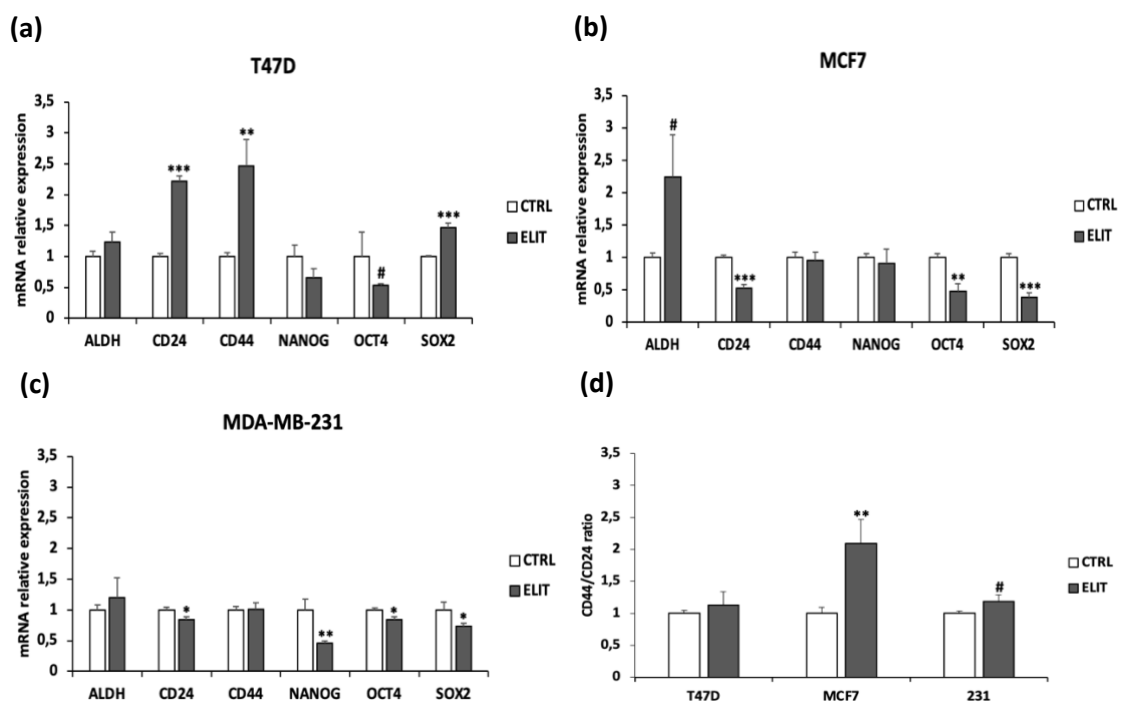 (a)
T47D
mRNA relative expression
3,5
3
2,5
2
1,5
1
0,5
0
***
**
#
***
ALDH CD24 CD44 NANOG OCT4 SOX2
CTRL
ELIT
(b)
MCF7
mRNA relative expression
3,5
3
2,5
2
1,5
1
0,5
0
#
***
**
***
ALDH CD24 CD44 NANOG OCT4 SOX2
CTRL
ELIT
(c)
MDA-MB-231
mRNA relative expression
3,5
3
2,5
2
1,5
1
0,5
0
*
**
*
*
ALDH CD24 CD44 NANOG OCT4 SOX2
CTRL
ELIT
(d)
CD44/CD24 ratio
3,5
3
2,5
2
1,5
1
0,5
0
**
#
T47D MCF7 231
CTRL
ELIT